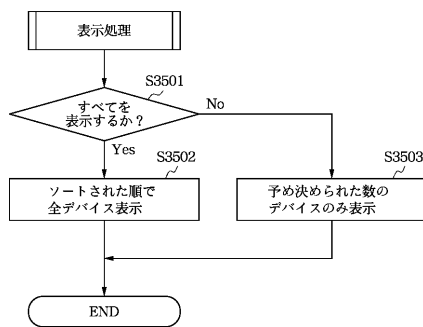 表示処理
S3501
すべてを
表示するか？
No
Yes
S3502
ソートされた順で
全デバイス表示
S3503
予め決められた数の
デバイスのみ表示
END